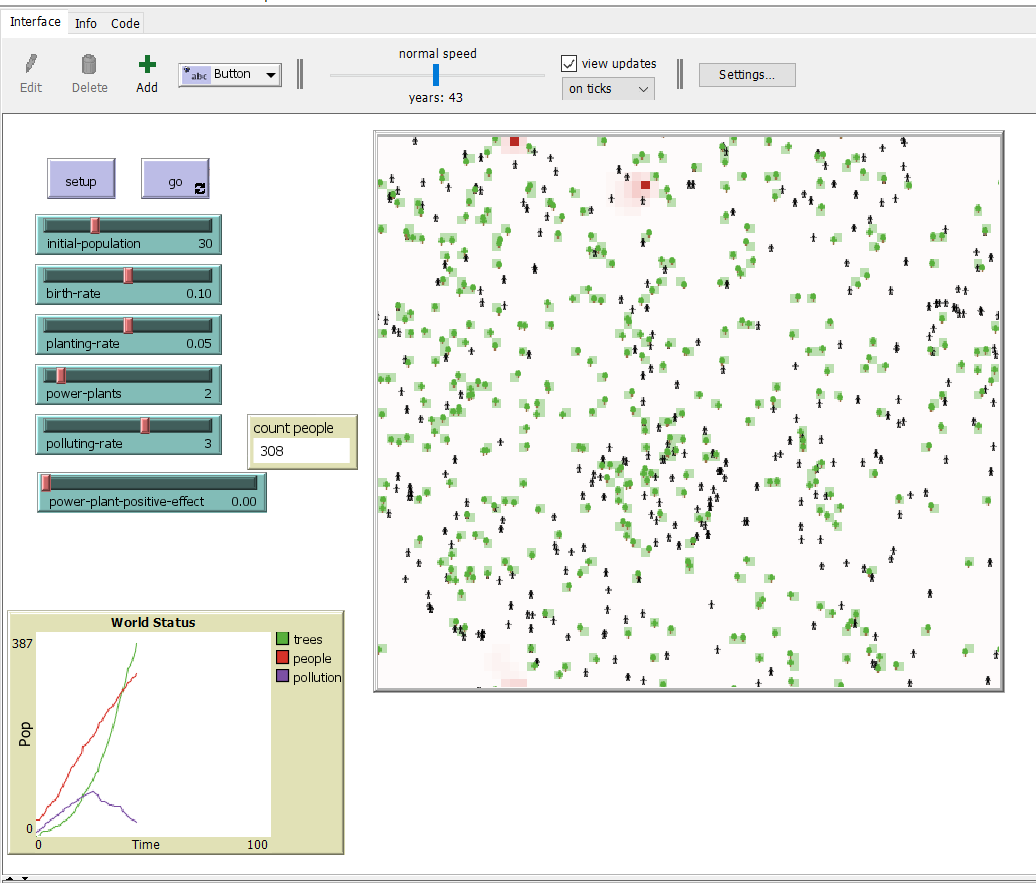 Interface Info Code
Edit Delete Add abc Button
normal speed
years: 43
view updates
on ticks
Settings...
setup go
initial-population 30
birth-rate 0.10
planting-rate 0.05
power-plants 2
polluting-rate 3
count people
308
power-plant-positive-effect 0.00
World Status
387
Pop
0
0 Time 100
trees
people
pollution